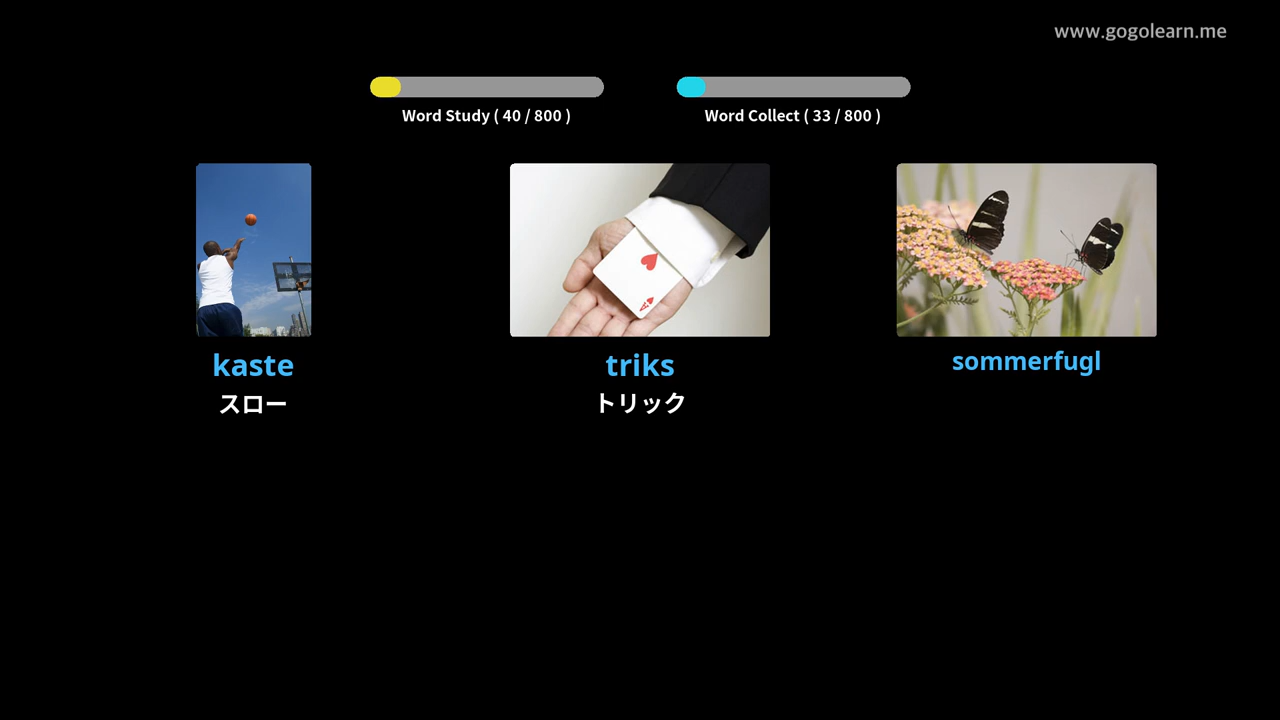 www.gogolearn.me
Word Study ( 40 / 800 )
Word Collect ( 33 / 800 )
kaste
スロー
triks
トリック
sommerfugl